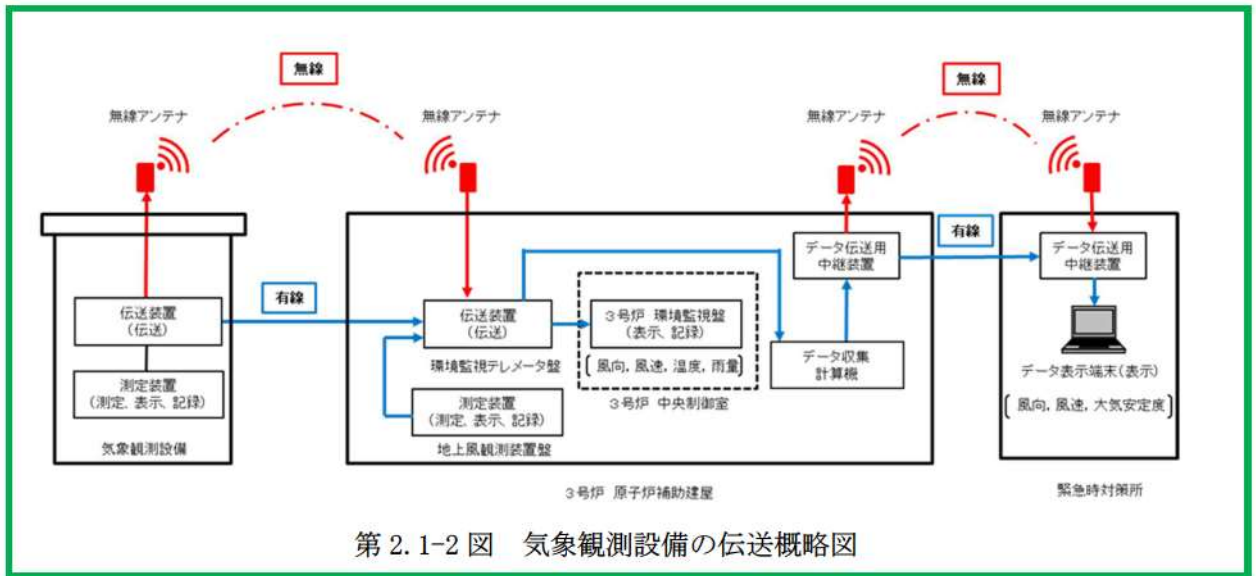 無線
無線
無線アンテナ
無線アンテナ
無線アンテナ
無線アンテナ
有線
有線
伝送装置
(伝送)
測定装置
(測定、表示、記録)
気象観測設備
伝送装置
(伝送)
環境監視テレメータ盤
測定装置
(測定、表示、記録)
地上風観測装置盤
3号炉 環境監視盤
(表示、記録)
風向，風速，温度，雨量
3号炉 中央制御室
データ収集
計算機
データ伝送用
中継装置
3号炉 原子炉補助建屋
データ伝送用
中継装置
データ表示端末(表示)
風向，風速，大気安定度
緊急時対策所
第 2.1-2 図 気象観測設備の伝送概略図